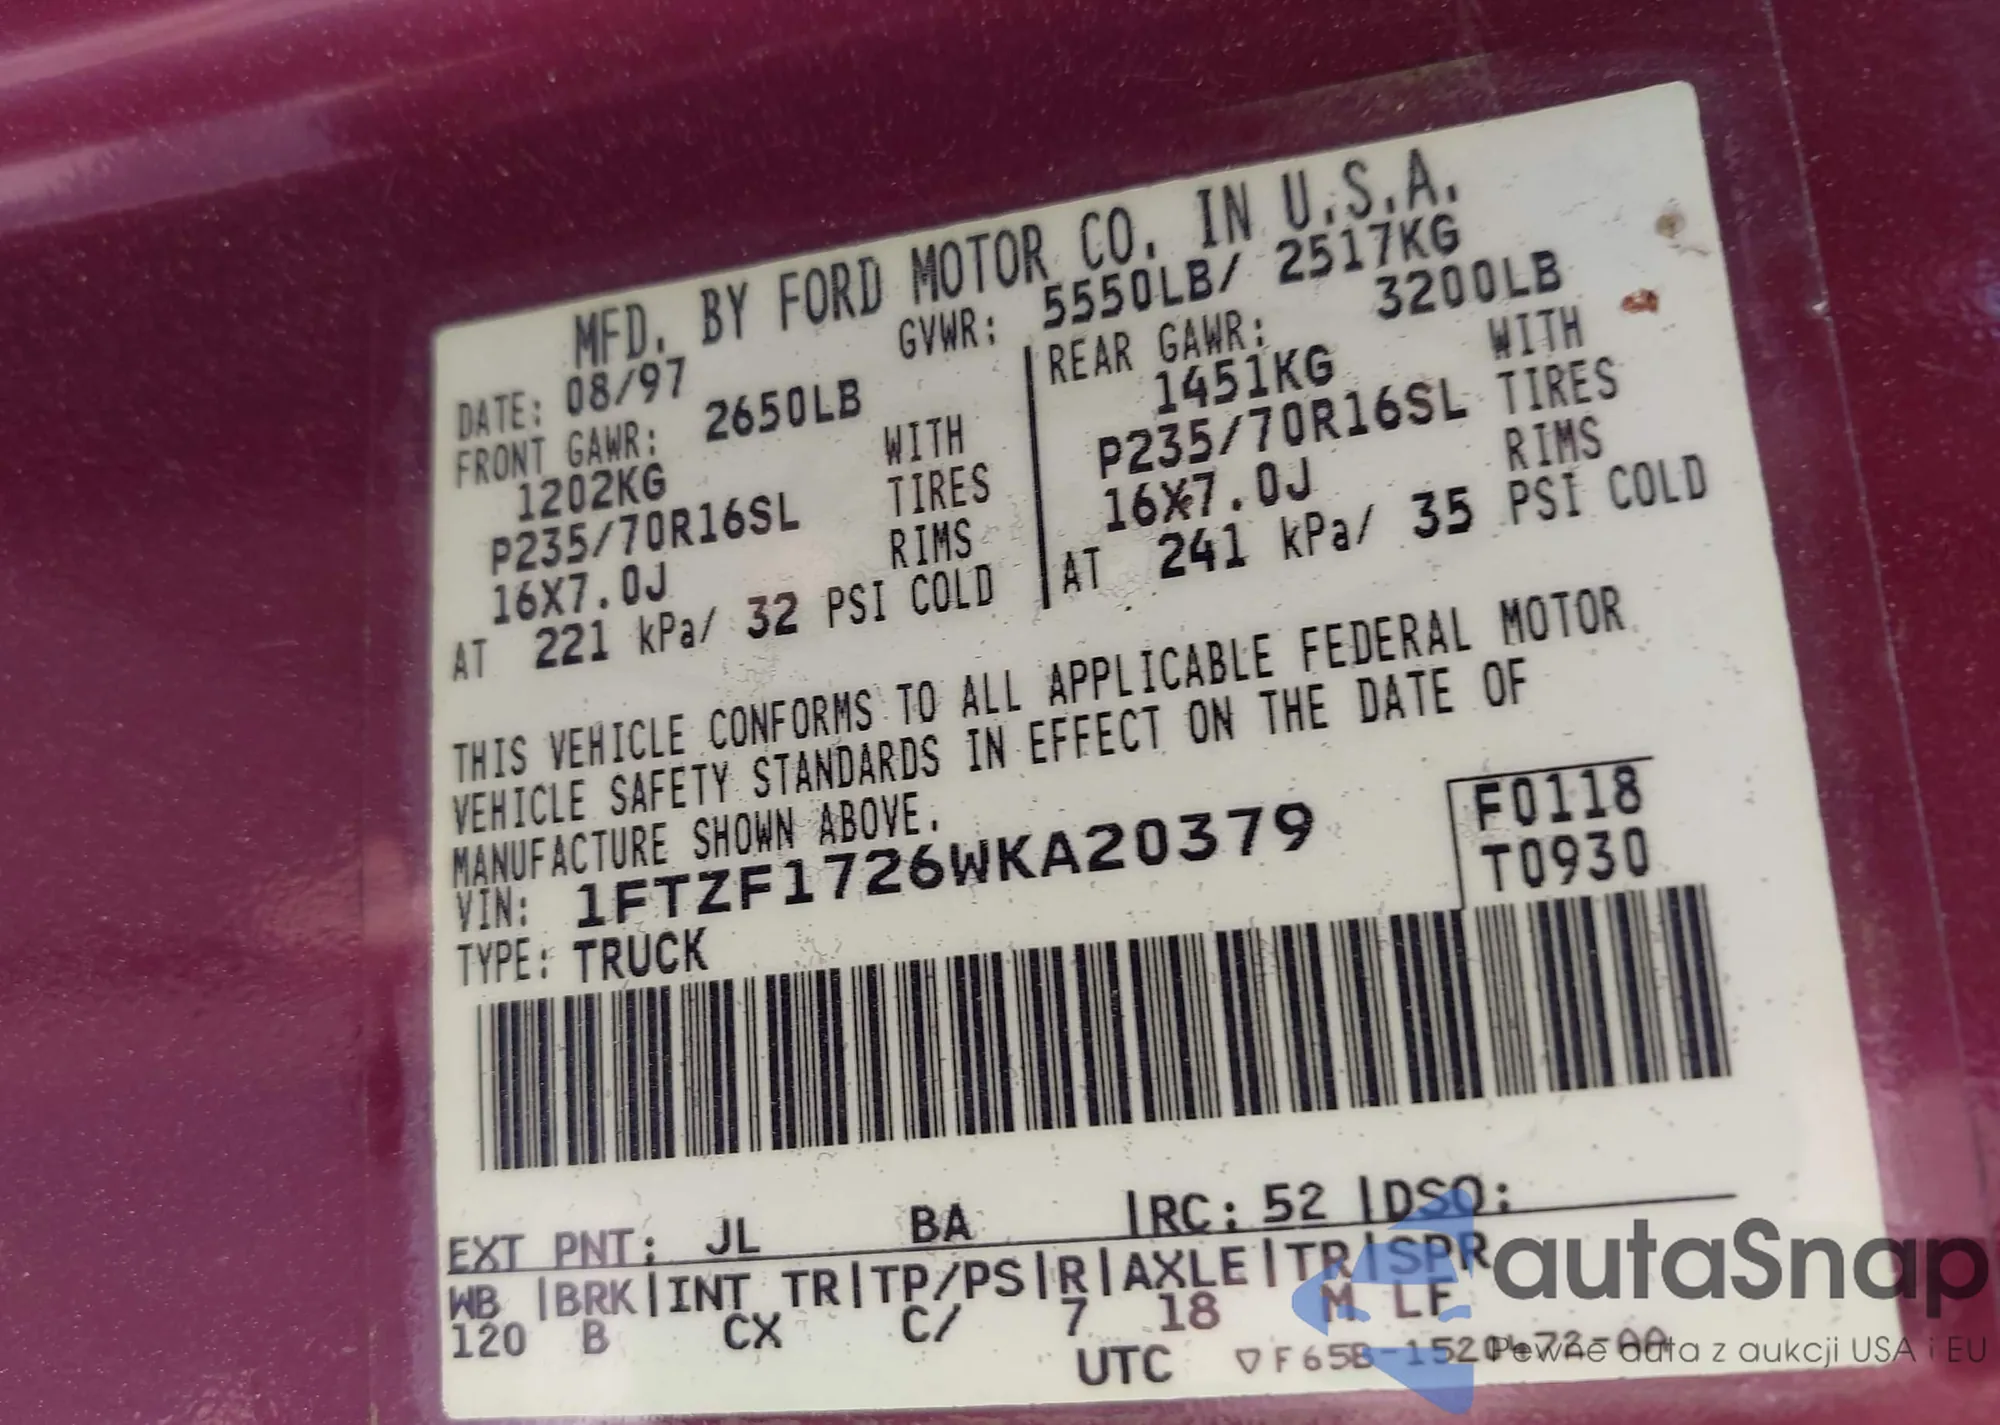 MFD. BY FORD MOTOR CO. IN U.S.A.
DATE: 08/97 GVWR: 5550LB/ 2517KG
FRONT GAWR: 2650LB
1202KG WITH
P235/70R16SL TIRES
16X7.0J RIMS
AT 221 kPa/ 32 PSI COLD
REAR GAWR: 3200LB
1451KG WITH
P235/70R16SL TIRES
16X7.0J RIMS
AT 241 kPa/ 35 PSI COLD
THIS VEHICLE CONFORMS TO ALL APPLICABLE FEDERAL MOTOR
VEHICLE SAFETY STANDARDS IN EFFECT ON THE DATE OF
MANUFACTURE SHOWN ABOVE.
VIN: 1FTZF1726WKA20379
F0118
T0930
TYPE: TRUCK
EXT PNT: JL BA |RC: 52 |DSO:
WB |BRK|INT TR|TP/PS|R|AXLE|TR|SPR
120 B CX C/ 7 18 M LF
UTC ▽F65B-1520472-AA
autaSnap
Pewne auta z aukcji USA i EU